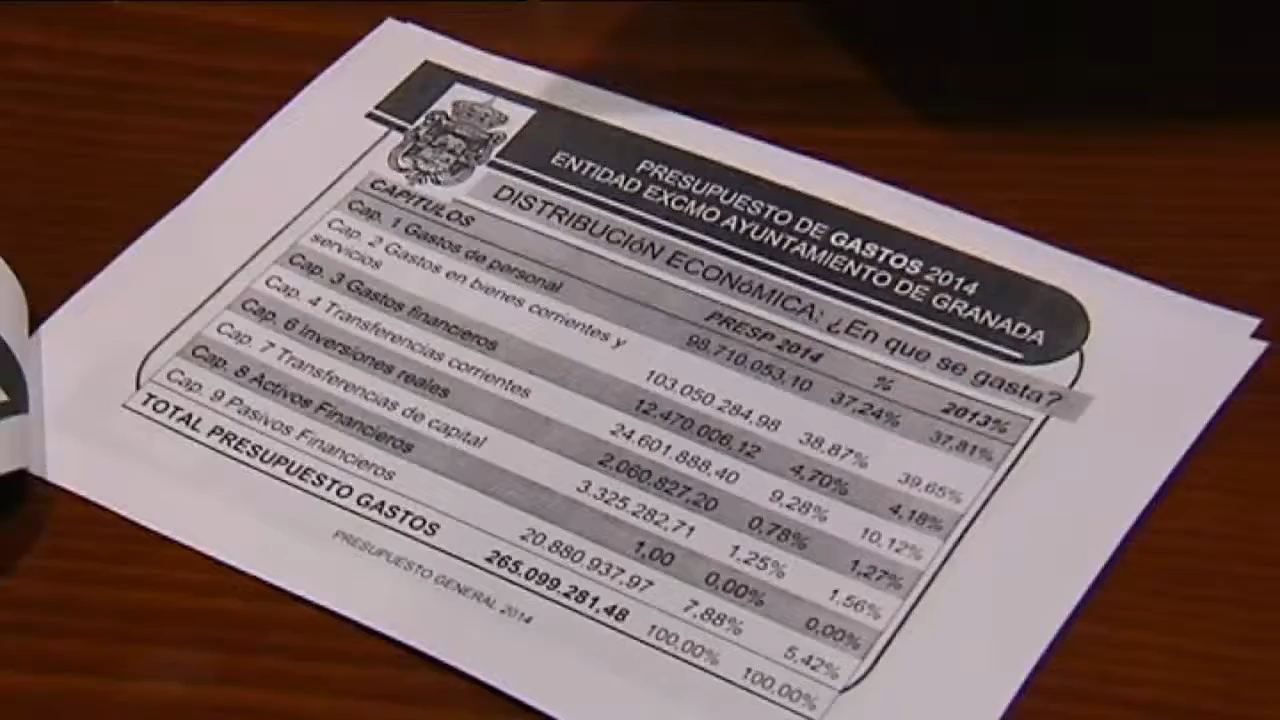 PRESUPUESTO DE GASTOS 2014
ENTIDAD EXCMO AYUNTAMIENTO DE GRANADA
DISTRIBUCIóN ECONóMICA: ¿En que se gasta?
CAPITULOS PRESP 2014 % 2013%
Cap. 1 Gastos de personal 98.710.053,10 37,24% 37,81%
Cap. 2 Gastos en bienes corrientes y
servicios 103.050.284,98 38,87% 39,65%
Cap. 3 Gastos financieros 12.470.006,12 4,70% 4,18%
Cap. 4 Transferencias corrientes 24.601.888,40 9,28% 10,12%
Cap. 6 Inversiones reales 2.060.827,20 0,78% 1,27%
Cap. 7 Transferencias de capital 3.325.282,71 1,25% 1,56%
Cap. 8 Activos Financieros 1,00 0,00% 0,00%
Cap. 9 Pasivos Financieros 20.880.937,97 7,88% 5,42%
TOTAL PRESUPUESTO GASTOS 265.099.281,48 100,00% 100,00%
PRESUPUESTO GENERAL 2014